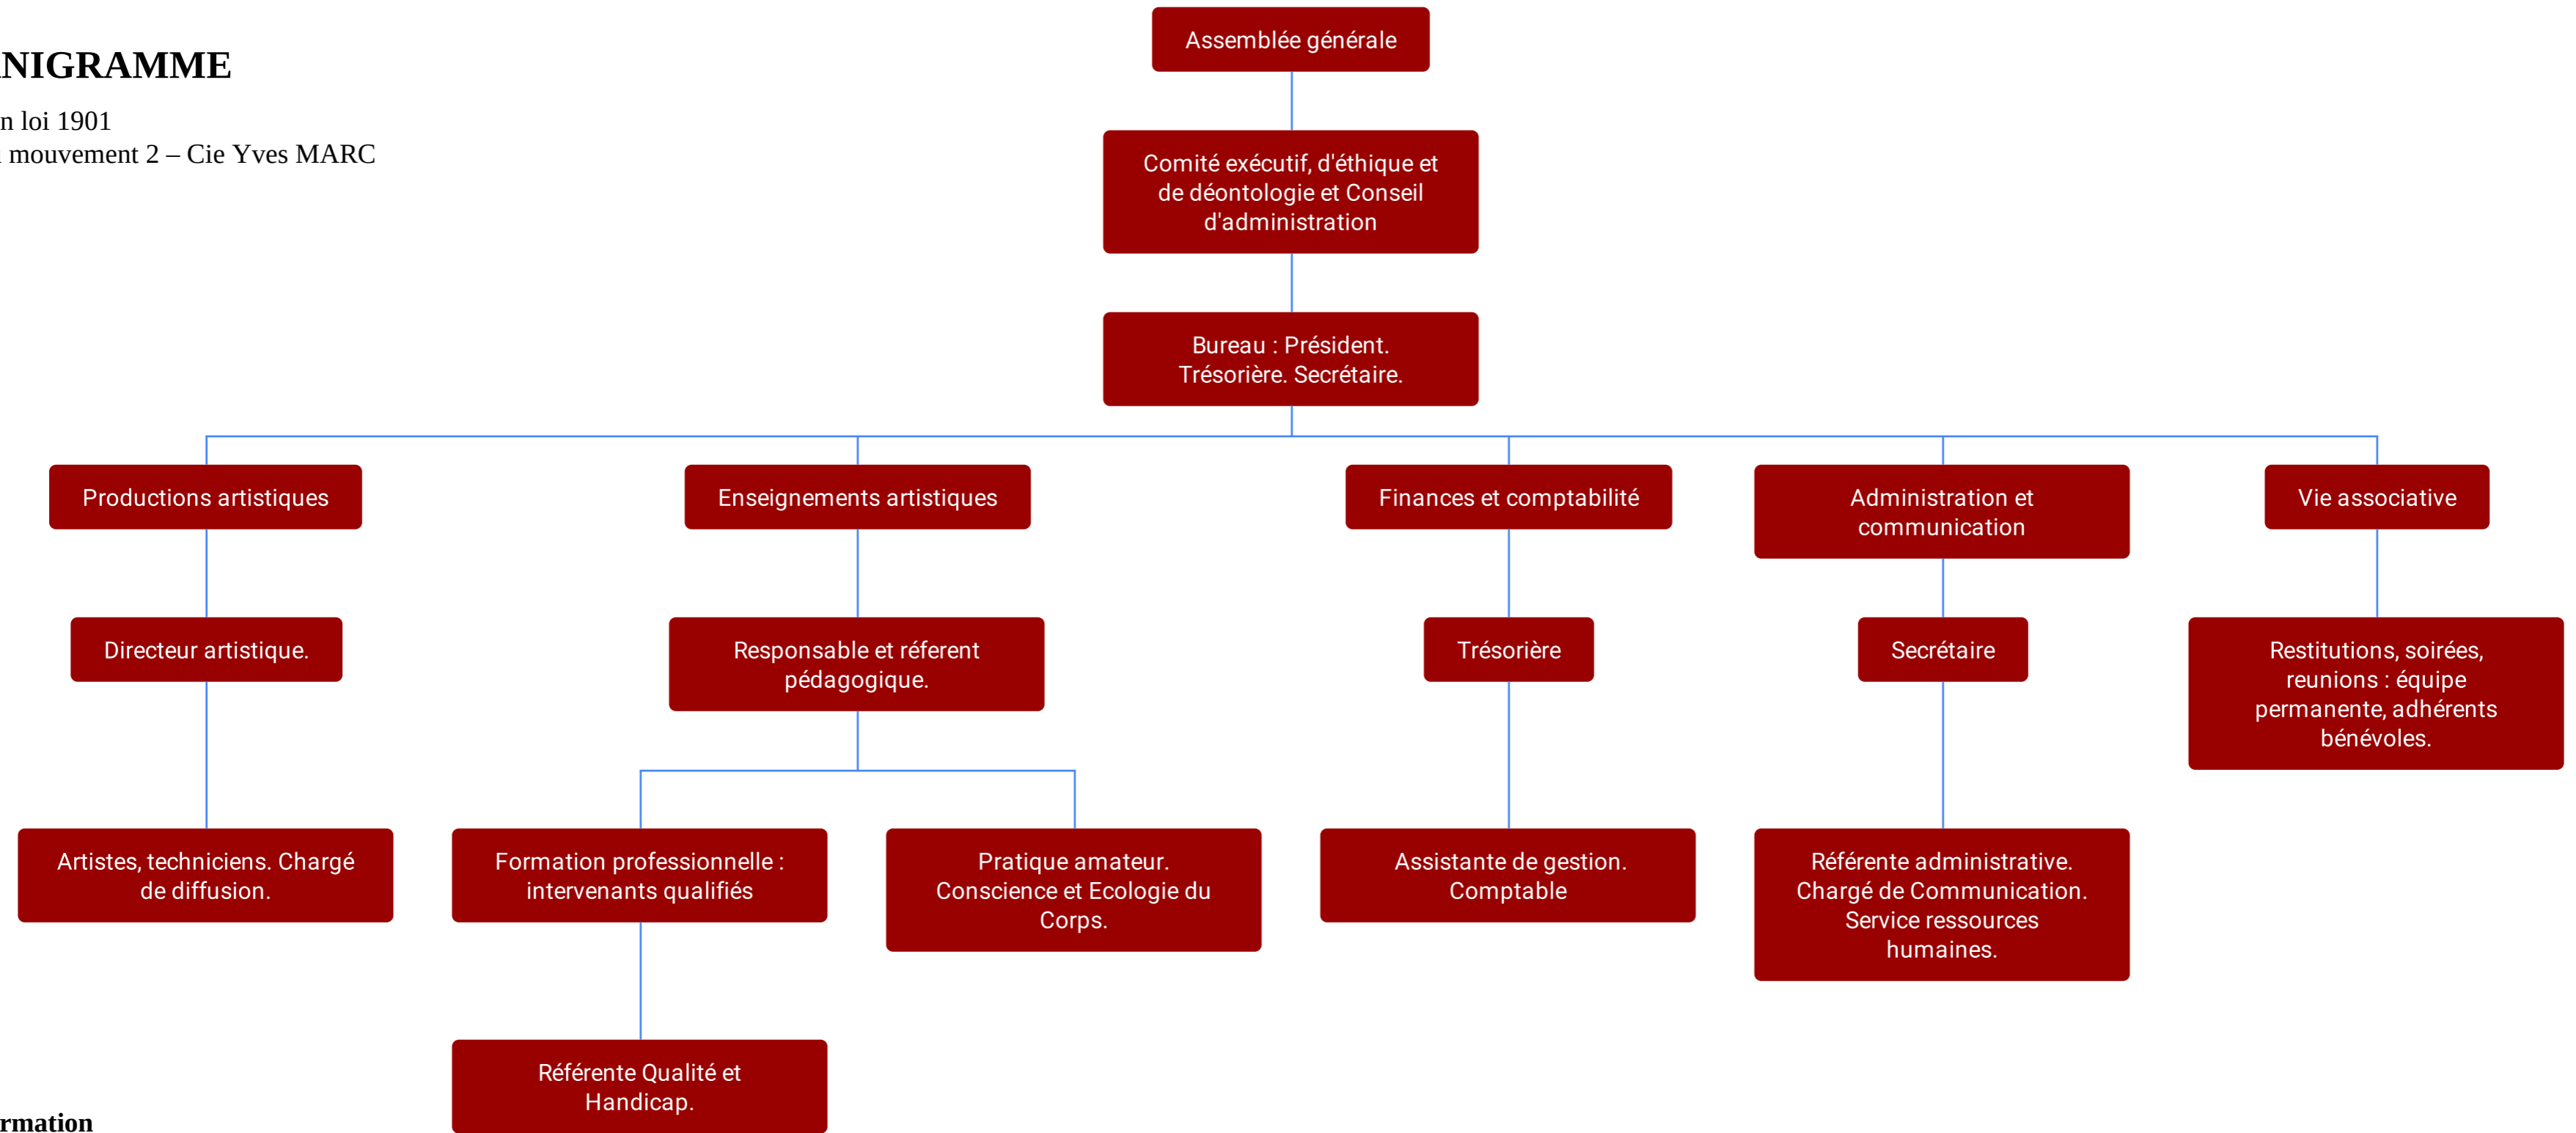 Assemblée générale
NIGRAMME
n loi 1901
mouvement 2 – Cie Yves MARC
Comité exécutif, d'éthique et
de déontologie et Conseil
d'administration
Bureau : Président.
Trésorière. Secrétaire.
Productions artistiques
Enseignements artistiques
Finances et comptabilité
Administration et
communication
Vie associative
Directeur artistique.
Responsable et réferent
pédagogique.
Trésorière
Secrétaire
Restitutions, soirées,
reunions : équipe
permanente, adhérents
bénévoles.
Artistes, techniciens. Chargé
de diffusion.
Formation professionnelle :
intervenants qualifiés
Pratique amateur.
Conscience et Ecologie du
Corps.
Assistante de gestion.
Comptable
Référente administrative.
Chargé de Communication.
Service ressources
humaines.
Référente Qualité et
Handicap.
rmation